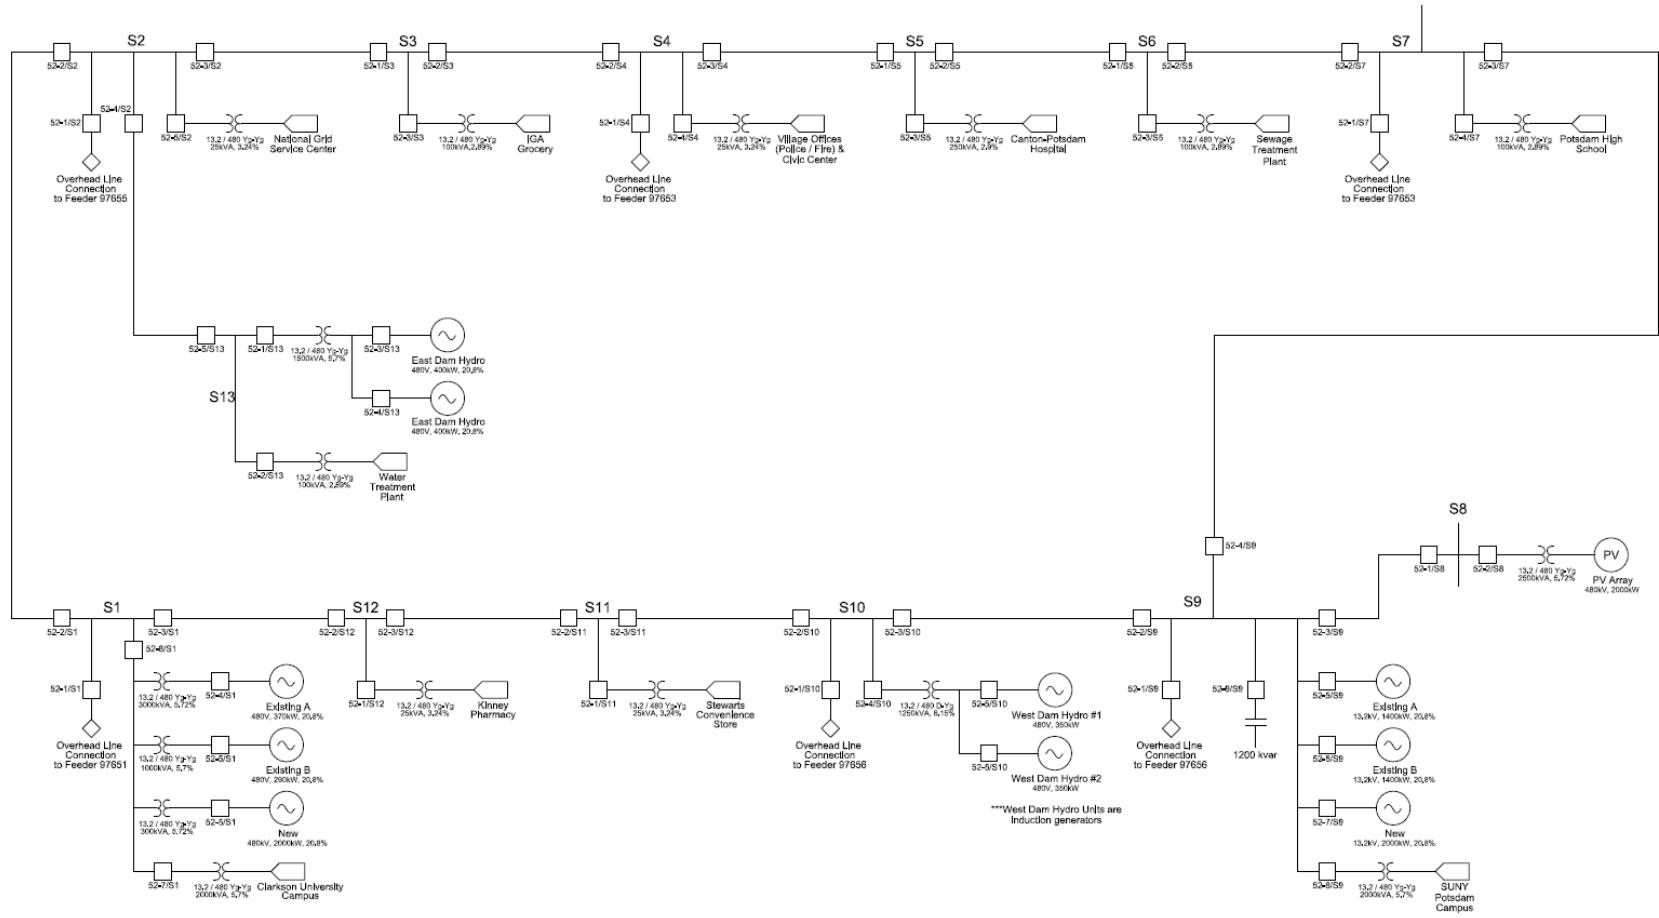 S2
S3
S4
S5
S6
S7
52-2/S2
52-3/S2
52-1/S3
52-2/S3
52-2/S4
52-3/S4
52-1/S5
52-2/S5
52-1/S6
52-2/S6
52-2/S7
52-3/S7
52-4/S2
52-1/S2
52-5/S2
13.2 / 480 Yg-Yg
25kVA, 3.24%
National Grid
Service Center
52-3/S3
13.2 / 480 Yg-Yg
100kVA,2.89%
IGA
Grocery
52-1/S4
52-4/S4
13.2 / 480 Yg-Yg
25kVA, 3.24%
Village Offices
(Police / Fire) &
Civic Center
52-3/S5
13.2 / 480 Yg-Yg
250kVA, 2.9%
Canton-Potsdam
Hospital
52-3/S6
13.2 / 480 Yg-Yg
100kVA, 2.89%
Sewage
Treatment
Plant
52-1/S7
52-4/S7
13.2 / 480 Yg-Yg
100kVA, 2.89%
Potsdam High
School
Overhead Line
Connection
to Feeder 97655
Overhead Line
Connection
to Feeder 97653
Overhead Line
Connection
to Feeder 97653
52-5/S13
52-1/S13
13.2 / 480 Yg-Yg
1500kVA, 5.7%
52-3/S13
East Dam Hydro
480V, 400kW, 20.8%
S13
52-4/S13
East Dam Hydro
480V, 400kW, 20.8%
52-2/S13
13.2 / 480 Yg-Yg
100kVA, 2.89%
Water
Treatment
Plant
52-4/S9
S8
52-1/S8
52-2/S8
13.2 / 480 Yg-Yg
2500kVA, 5.72%
PV
PV Array
480kV, 2000kW
S1
S12
S11
S10
S9
52-2/S1
52-3/S1
52-2/S12
52-3/S12
52-2/S11
52-3/S11
52-2/S10
52-3/S10
52-2/S9
52-3/S9
52-8/S1
52-1/S1
13.2 / 480 Yg-Yg
3000kVA, 5.72%
52-4/S1
Existing A
480V, 370kW, 20.8%
Overhead Line
Connection
to Feeder 97651
13.2 / 480 Yg-Yg
1000kVA, 5.7%
52-5/S1
Existing B
480V, 290kW, 20.8%
13.2 / 480 Yg-Yg
300kVA, 5.72%
52-6/S1
New
480kV, 2000kW, 20.8%
52-7/S1
13.2 / 480 Yg-Yg
2000kVA, 5.7%
Clarkson University
Campus
52-1/S12
13.2 / 480 Yg-Yg
25kVA, 3.24%
Kinney
Pharmacy
52-1/S11
13.2 / 480 Yg-Yg
25kVA, 3.24%
Stewarts
Convenience
Store
52-1/S10
52-4/S10
13.2 / 480 D-Yg
1250kVA, 6.15%
52-5/S10
West Dam Hydro #1
480V, 350kW
Overhead Line
Connection
to Feeder 97656
52-6/S10
West Dam Hydro #2
480V, 350kW
***West Dam Hydro Units are
induction generators
52-1/S9
Overhead Line
Connection
to Feeder 97656
52-9/S9
1200 kvar
52-5/S9
Existing A
13.2kV, 1400kW, 20.8%
52-6/S9
Existing B
13.2kV, 1400kW, 20.8%
52-7/S9
New
13.2kV, 2000kW, 20.8%
52-8/S9
13.2 / 480 Yg-Yg
2000kVA, 5.7%
SUNY
Potsdam
Campus